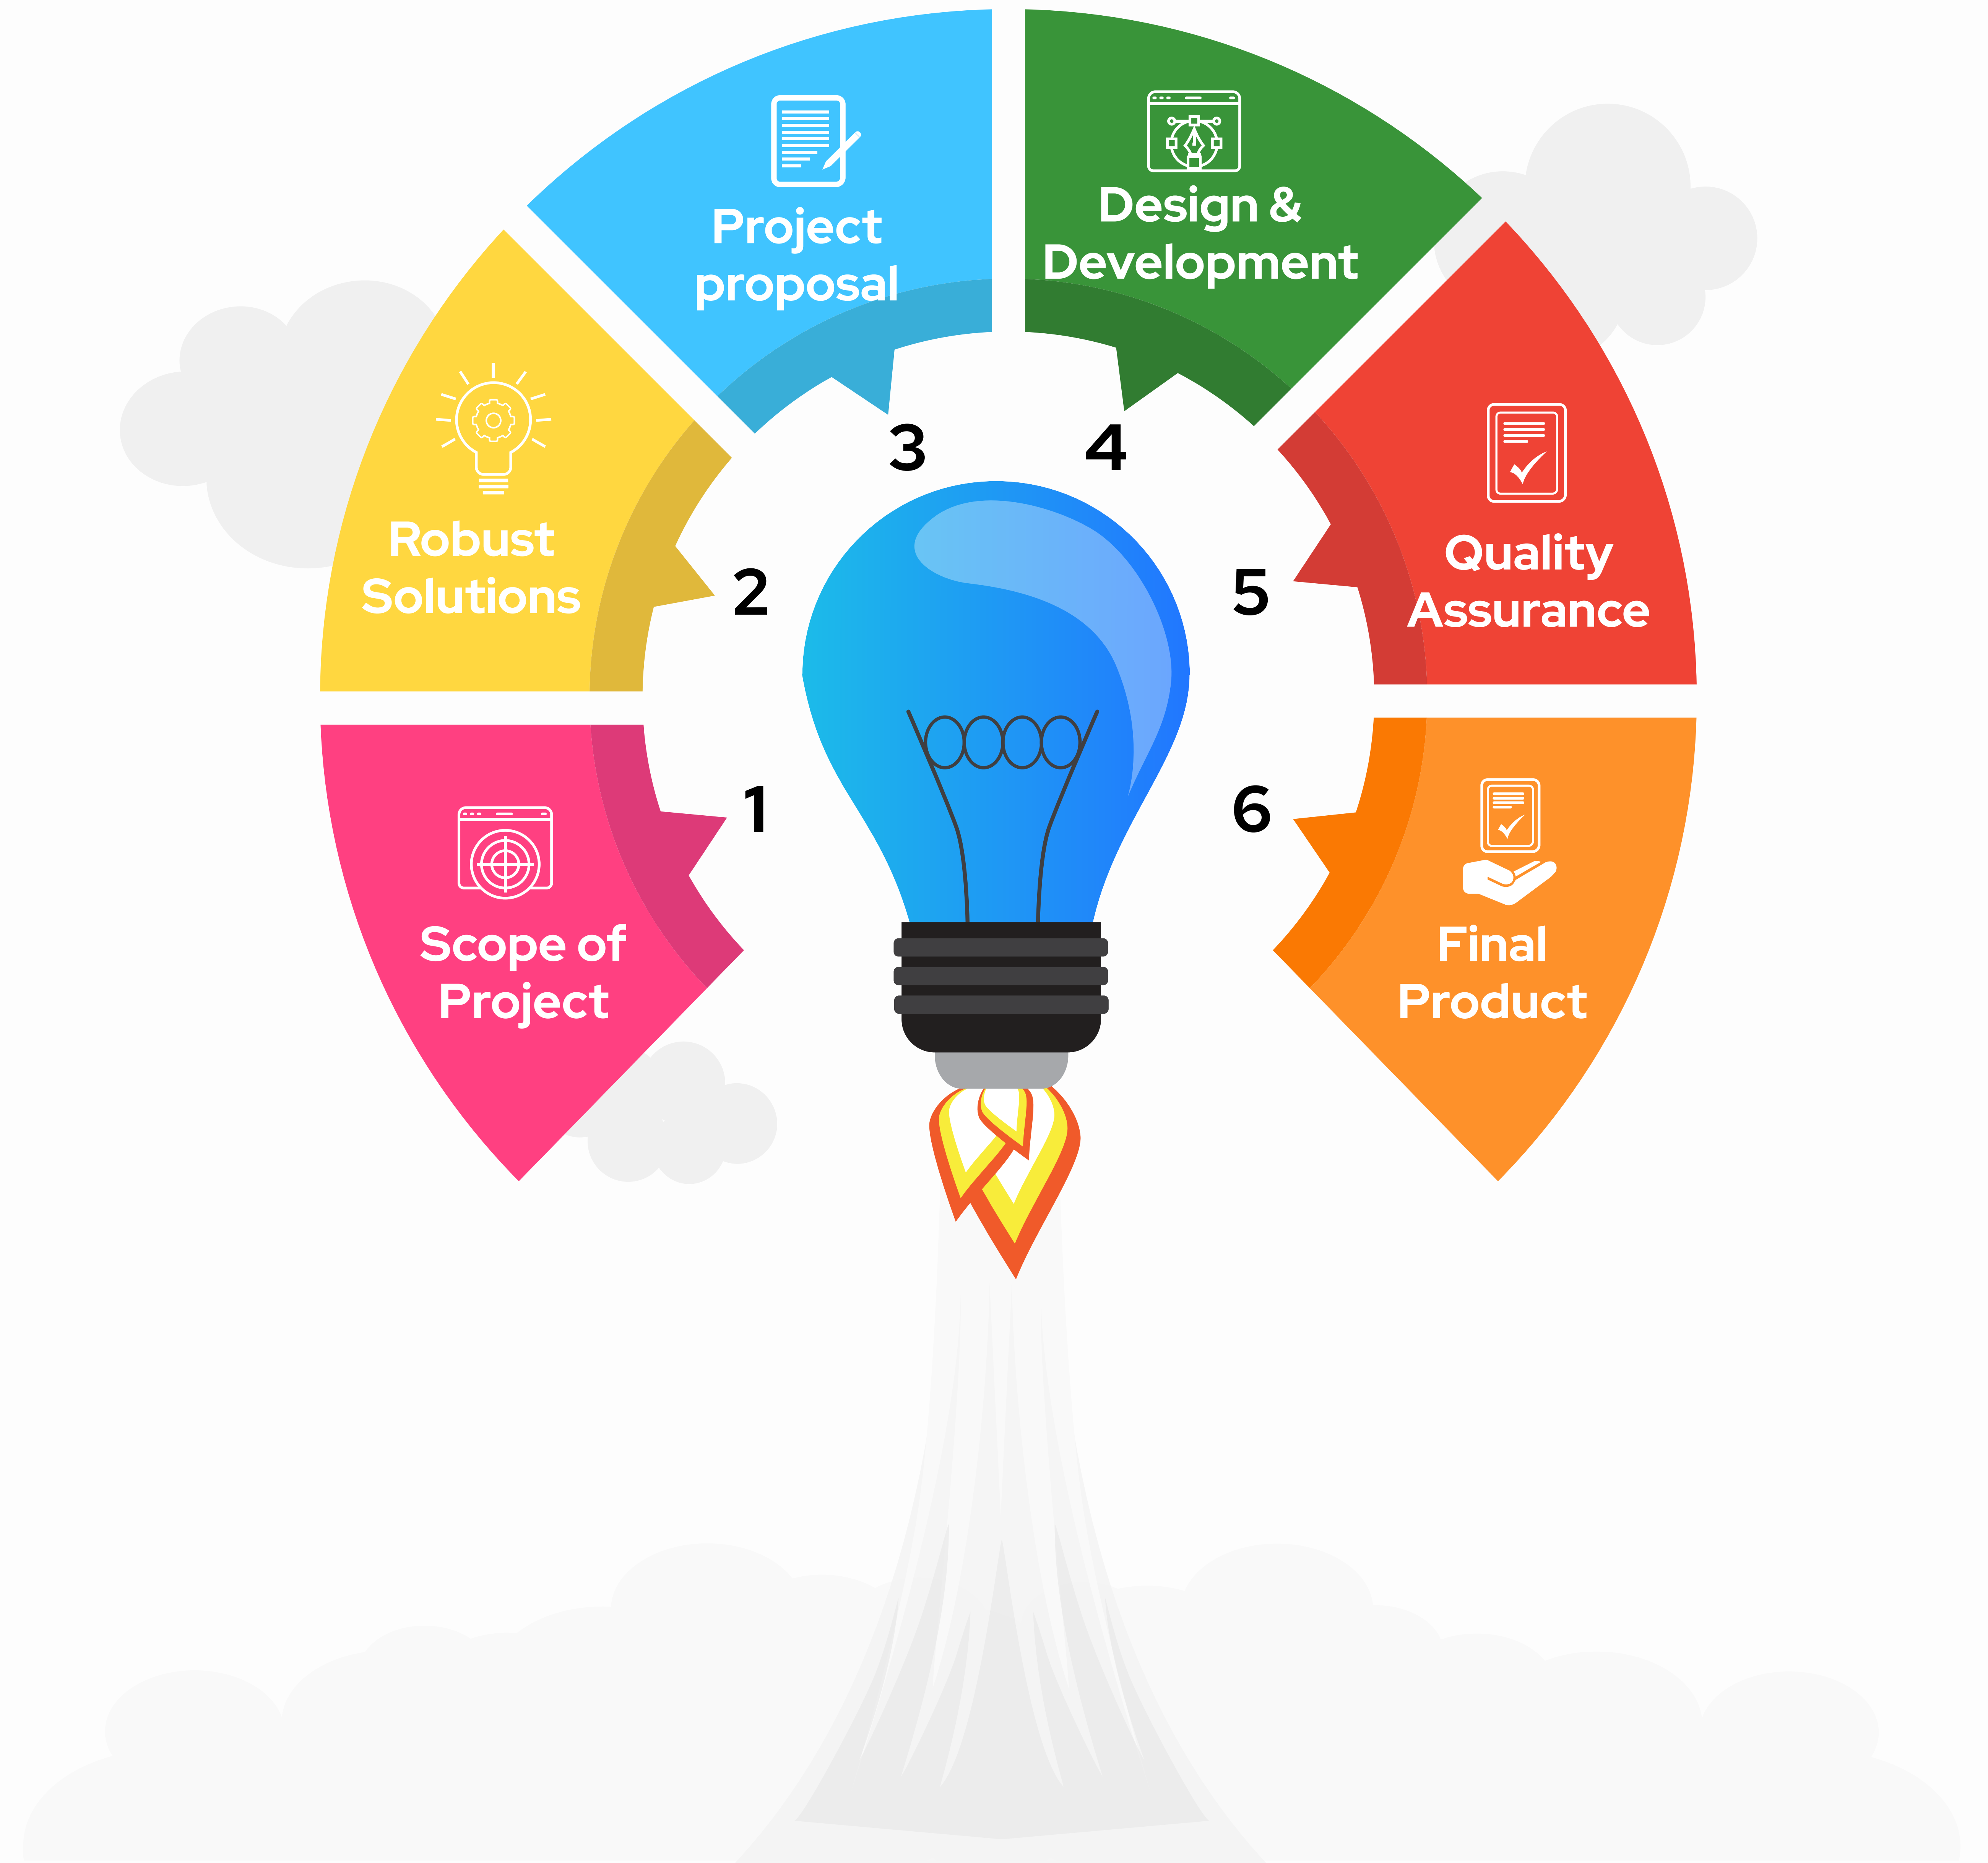 1
Scope of
Project
2
Robust
Solutions
3
Project
proposal
4
Design &
Development
5
Quality
Assurance
6
Final
Product